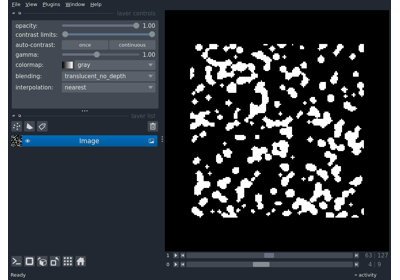 File View Plugins Window Help
layer controls
opacity: 1.00
contrast limits:
auto-contrast: once continuous
gamma: 1.00
colormap: gray
blending: translucent_no_depth
interpolation: nearest
layer list
Image
1 63 127
0 4 9
Ready activity